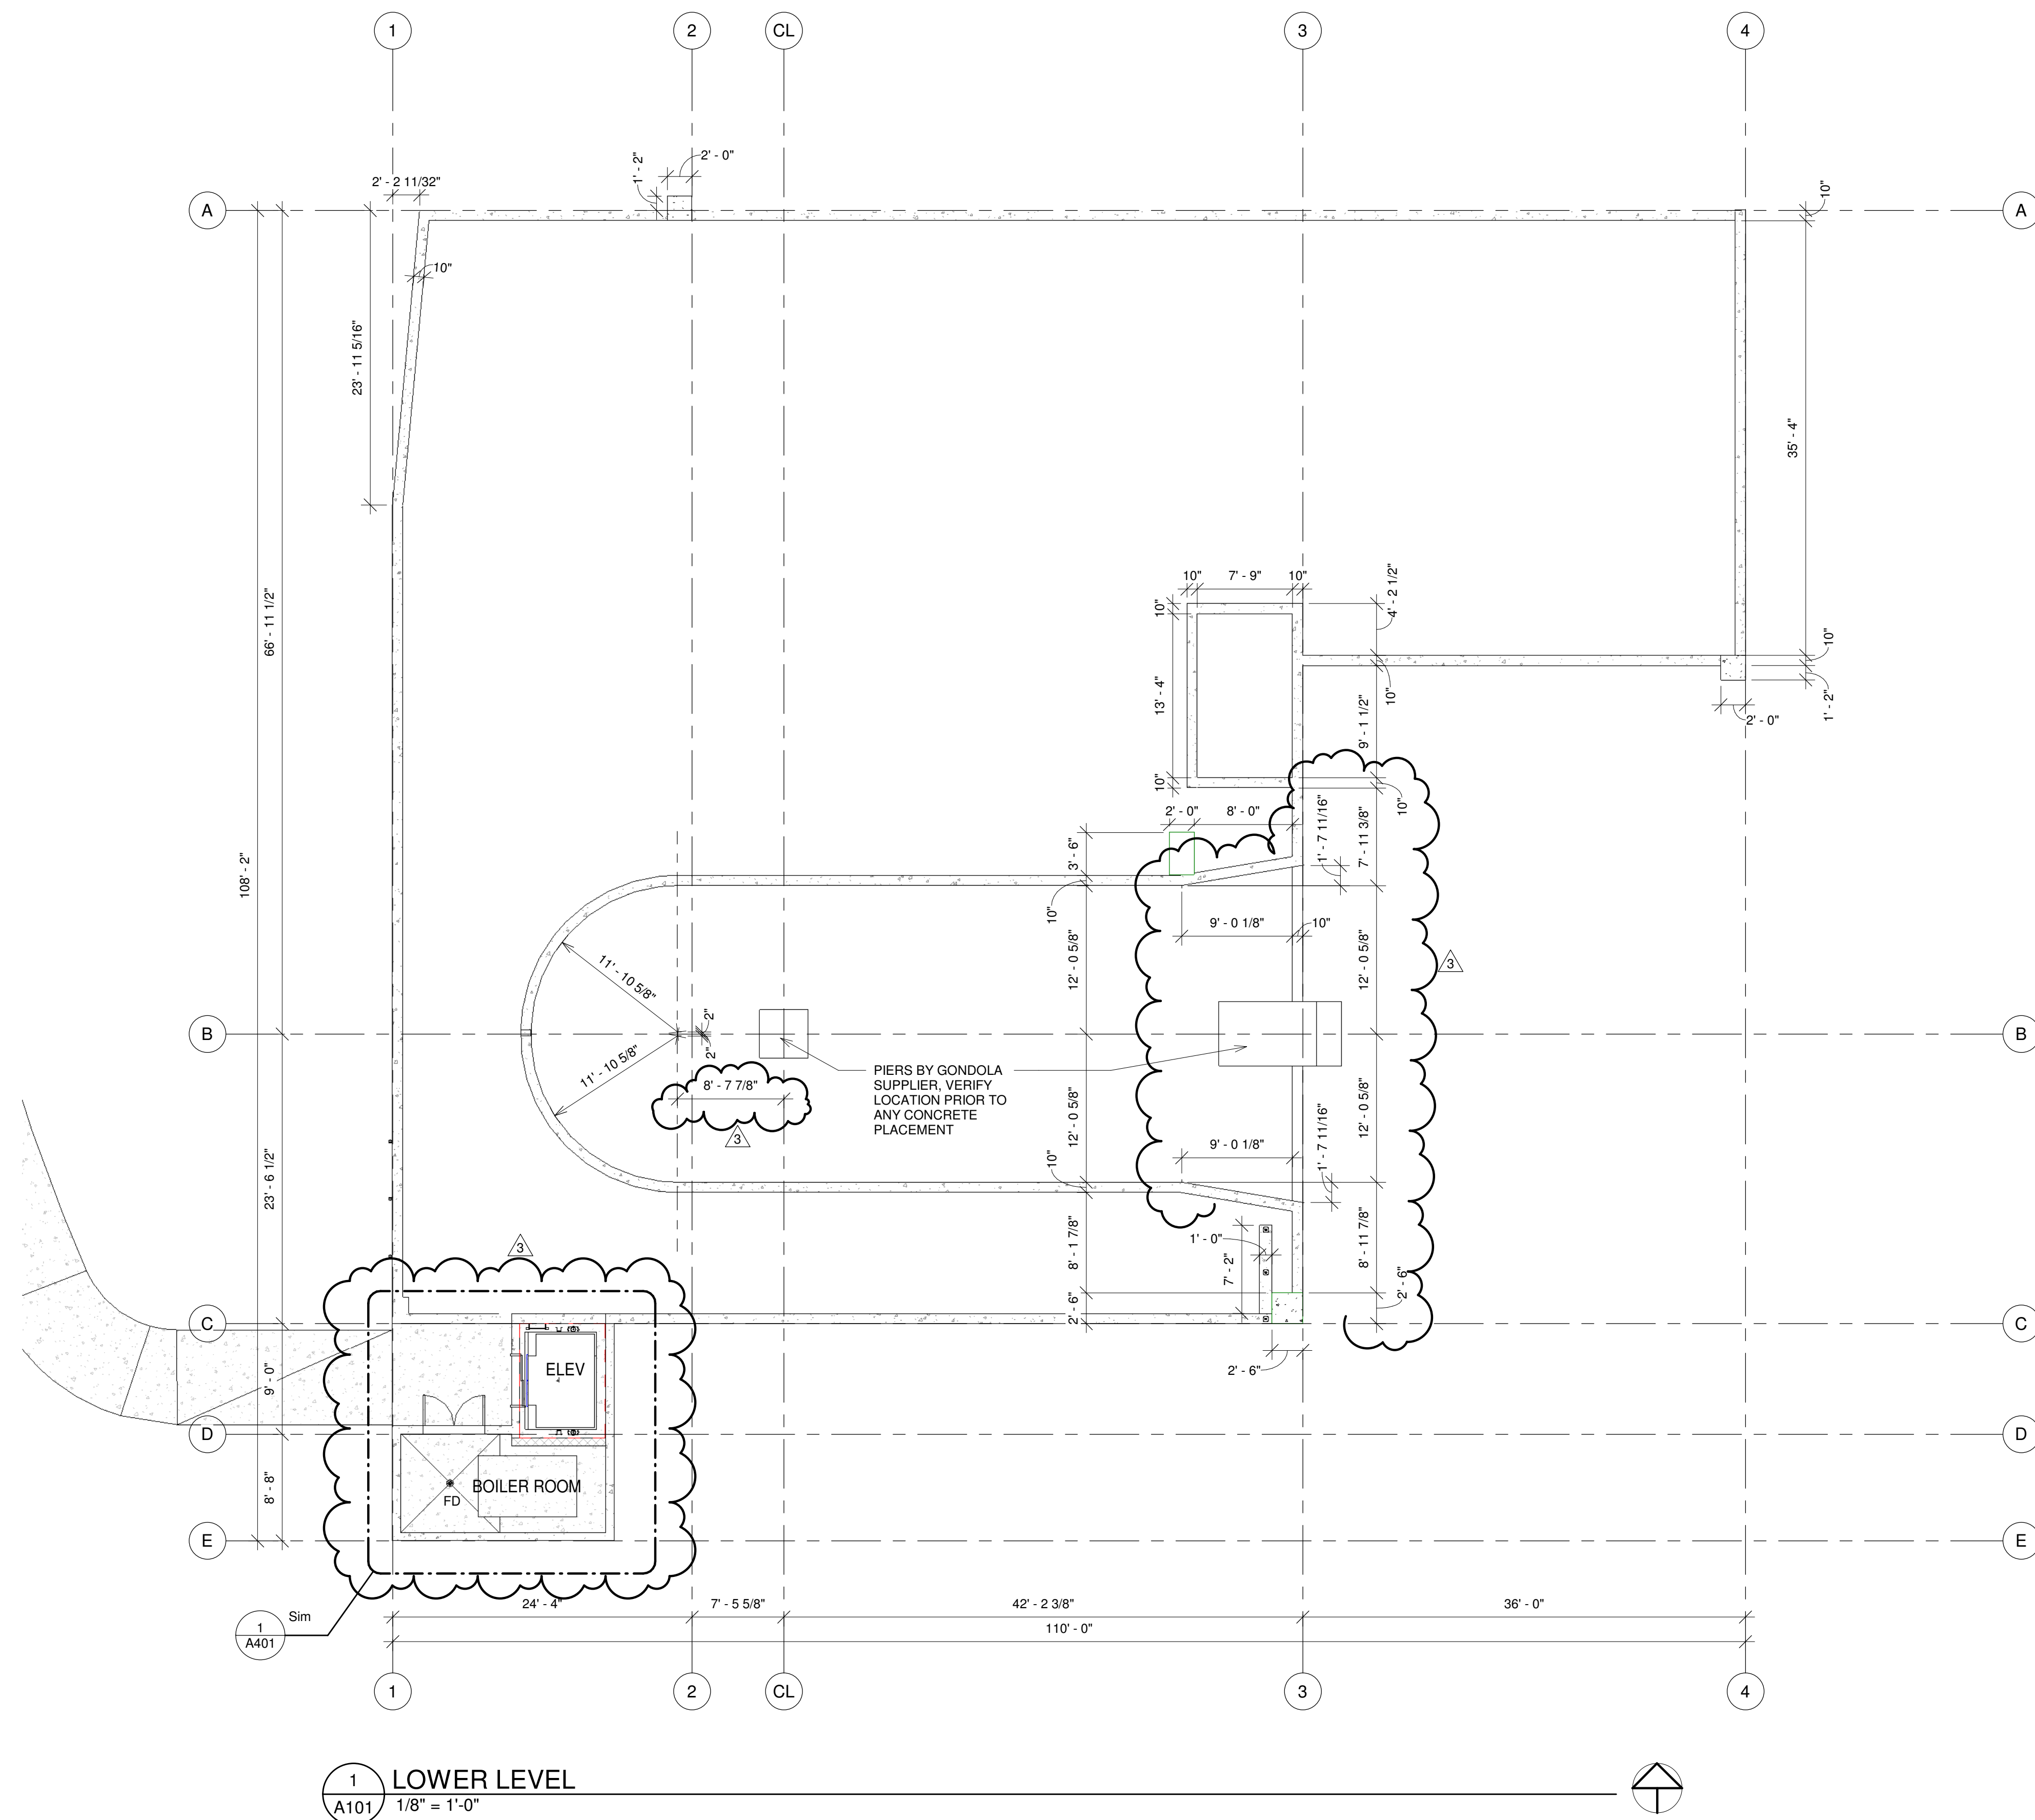 1
2
CL
3
4
2' - 0"
1' - 2"
2' - 2 11/32"
10"
A
A
10"
23' - 11 5/16"
35' - 4"
66' - 11 1/2"
108' - 2"
10"
7' - 9"
10"
4' - 2 1/2"
10"
13' - 4"
10"
10"
9' - 1 1/2"
10"
1' - 2"
2' - 0"
10"
2' - 0"
8' - 0"
1' - 7 11/16"
7' - 11 3/8"
3' - 6"
10"
9' - 0 1/8"
10"
12' - 0 5/8"
12' - 0 5/8"
3
11' - 10 5/8"
2"
B
B
2"
11' - 10 5/8"
8' - 7 7/8"
3
PIERS BY GONDOLA
SUPPLIER, VERIFY
LOCATION PRIOR TO
ANY CONCRETE
PLACEMENT
12' - 0 5/8"
12' - 0 5/8"
9' - 0 1/8"
1' - 7 11/16"
10"
23' - 6 1/2"
3
8' - 1 7/8"
1' - 0"
7' - 2"
8' - 11 7/8"
2' - 6"
2' - 6"
C
C
2' - 6"
9' - 0"
ELEV
D
D
8' - 8"
BOILER ROOM
FD
E
E
24' - 4"
7' - 5 5/8"
42' - 2 3/8"
36' - 0"
110' - 0"
1
Sim
A401
1
2
CL
3
4
1
LOWER LEVEL
A101
1/8" = 1'-0"